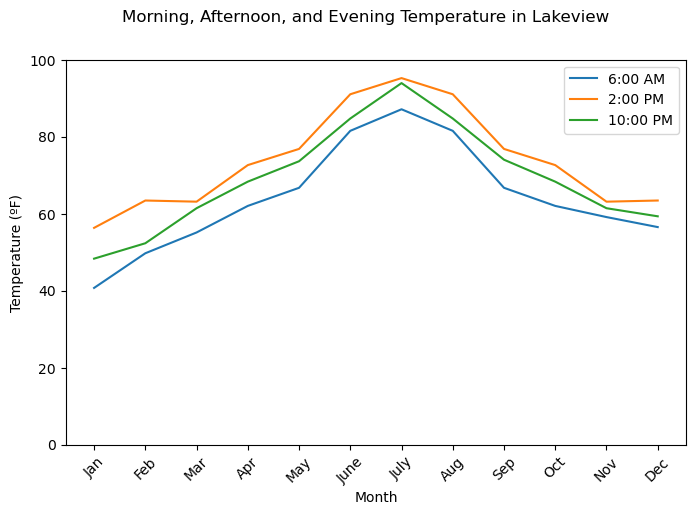 Morning, Afternoon, and Evening Temperature in Lakeview
6:00 AM
2:00 PM
10:00 PM
Temperature (ºF)
100
80
60
40
20
0
Jan Feb Mar Apr May June July Aug Sep Oct Nov Dec
Month